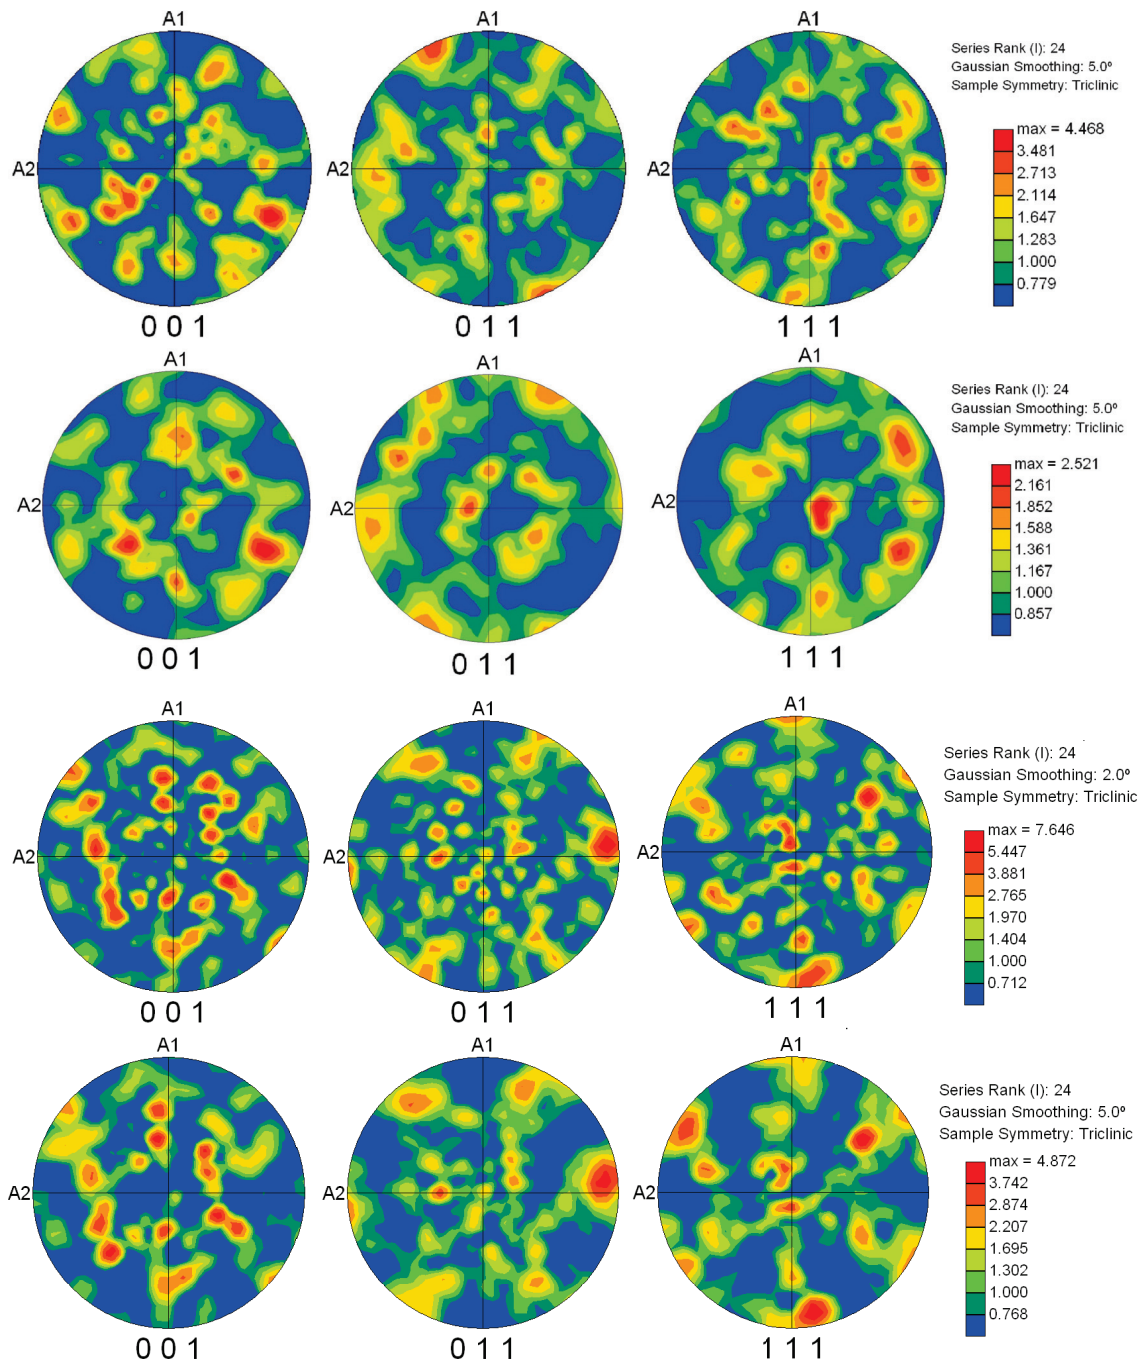 A1
A1
A1
A2
A2
A2
0 0 1
0 1 1
1 1 1
Series Rank (I): 24
Gaussian Smoothing: 5.0º
Sample Symmetry: Triclinic
max = 4.468
3.481
2.713
2.114
1.647
1.283
1.000
0.779
A1
A1
A1
A2
A2
A2
0 0 1
0 1 1
1 1 1
Series Rank (I): 24
Gaussian Smoothing: 5.0º
Sample Symmetry: Triclinic
max = 2.521
2.161
1.852
1.588
1.361
1.167
1.000
0.857
A1
A1
A1
A2
A2
A2
0 0 1
0 1 1
1 1 1
Series Rank (I): 24
Gaussian Smoothing: 2.0º
Sample Symmetry: Triclinic
max = 7.646
5.447
3.881
2.765
1.970
1.404
1.000
0.712
A1
A1
A1
A2
A2
A2
0 0 1
0 1 1
1 1 1
Series Rank (I): 24
Gaussian Smoothing: 5.0º
Sample Symmetry: Triclinic
max = 4.872
3.742
2.874
2.207
1.695
1.302
1.000
0.768